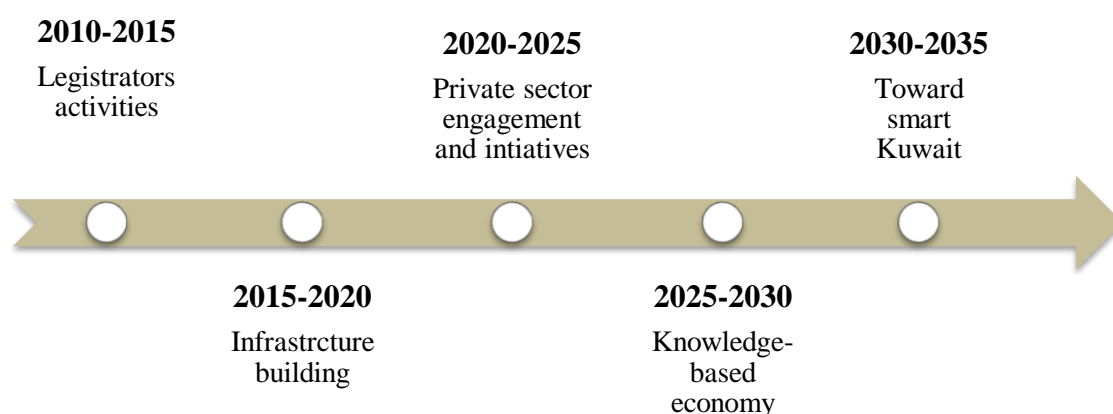 2010-2015
Legistrators
activities
2015-2020
Infrastrcture
building
2020-2025
Private sector
engagement
and intiatives
2025-2030
Knowledge-
based
economy
2030-2035
Toward
smart
Kuwait